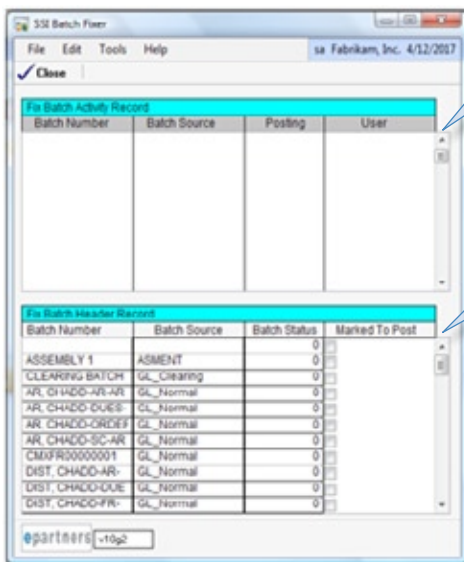 SSI Batch Fixer
File Edit Tools Help sa Fabrikam, Inc. 4/12/2017
Close
Fix Batch Activity Record
Batch Number Batch Source Posting User
Fix Batch Header Record
Batch Number Batch Source Batch Status Marked To Post
0
ASSEMBLY 1 ASMENT 0
CLEARING BATCH GL_Clearing 0
AR, CHADD-AR-AR GL_Normal 0
AR, CHADD-DUES- GL_Normal 0
AR, CHADD-ORDER GL_Normal 0
AR, CHADD-SC-AR GL_Normal 0
CMXFR00000001 GL_Normal 0
DIST, CHADD-AR- GL_Normal 0
DIST, CHADD-DUE GL_Normal 0
DIST, CHADD-FR- GL_Normal 0
epartners v10g2